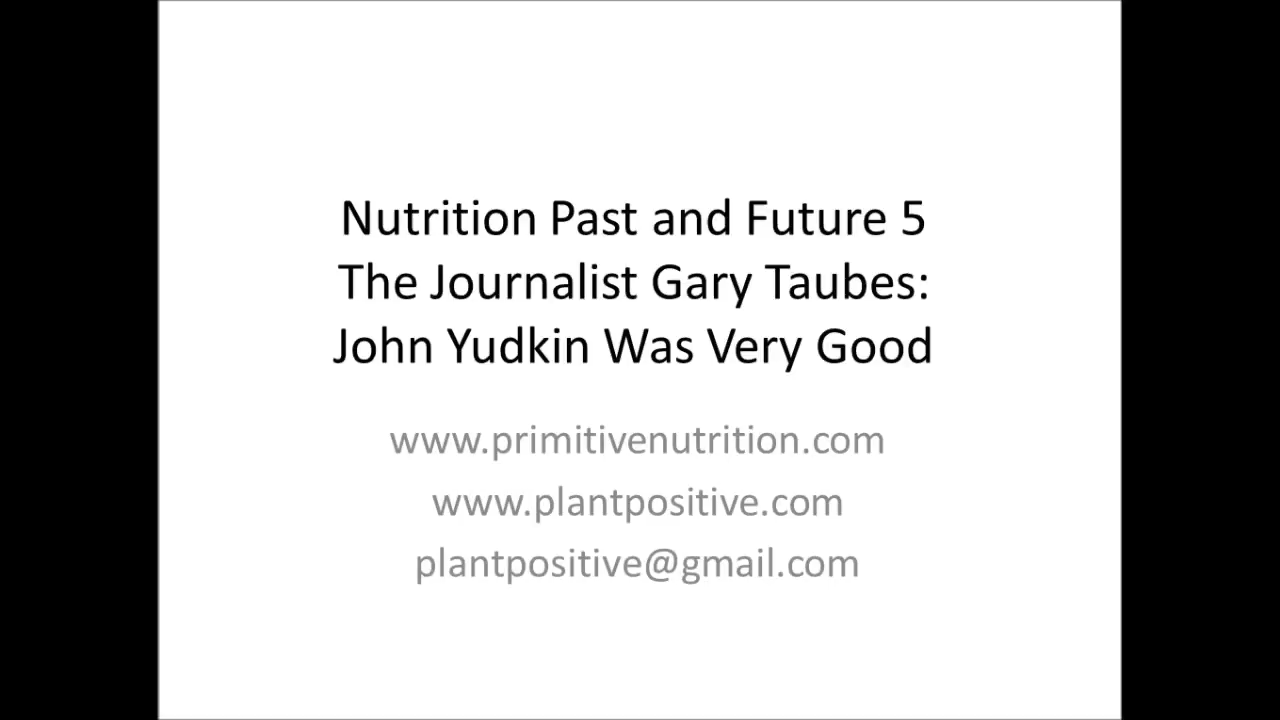 Nutrition Past and Future 5
The Journalist Gary Taubes:
John Yudkin Was Very Good
www.primitivenutrition.com
www.plantpositive.com
plantpositive@gmail.com